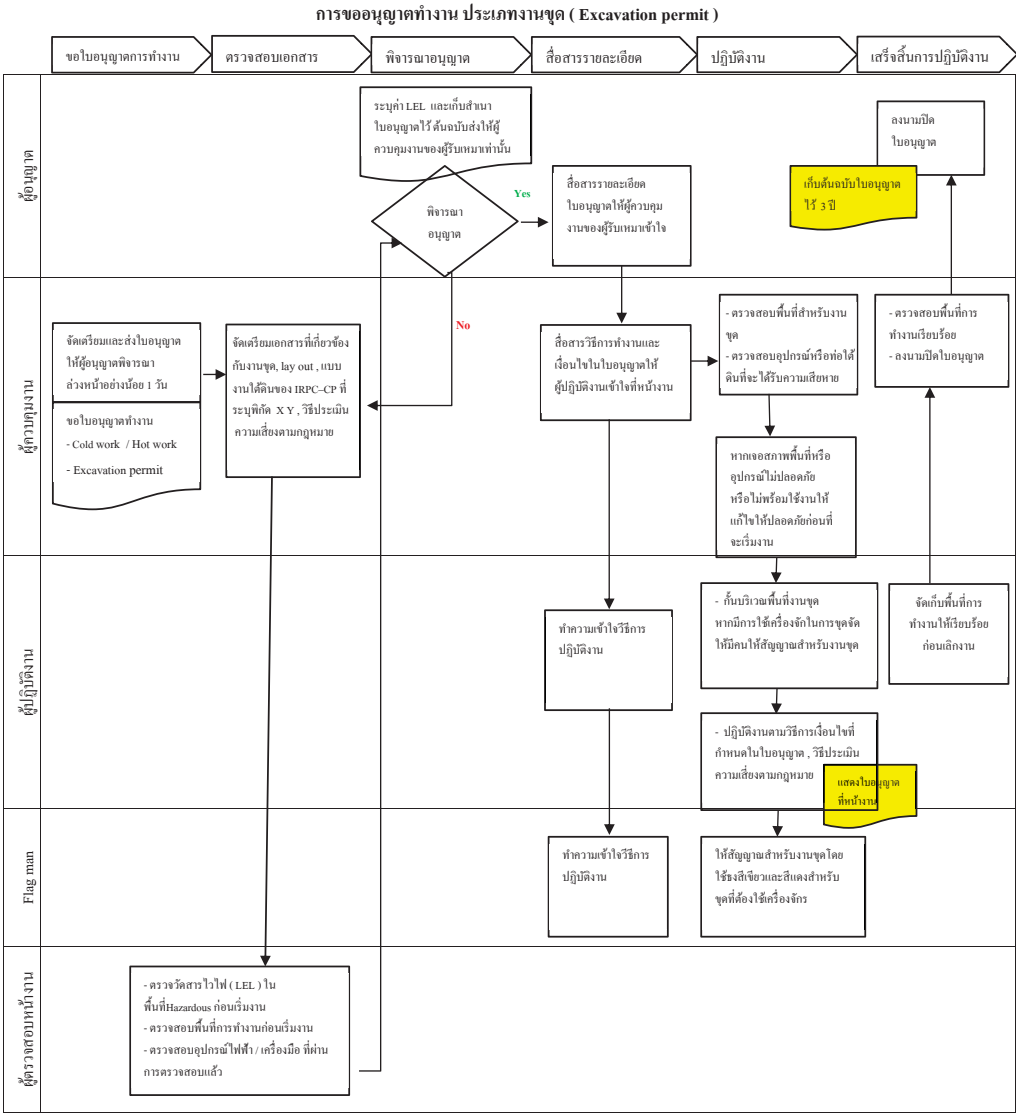 การขออนุญาตทำงาน ประเภทงานขุด ( Excavation permit )
ขอใบอนุญาตการทำงาน
ตรวจสอบเอกสาร
พิจารณาอนุญาต
สื่อสารรายละเอียด
ปฏิบัติงาน
เสร็จสิ้นการปฏิบัติงาน
ผู้อนุญาต
ระบุค่า LEL และเก็บสำเนา
ใบอนุญาตไว้ ต้นฉบับส่งให้ผู้
ควบคุมงานของผู้รับเหมาเท่านั้น
พิจารณา
อนุญาต
Yes
No
สื่อสารรายละเอียด
ใบอนุญาตให้ผู้ควบคุม
งานของผู้รับเหมาเข้าใจ
ลงนามปิด
ใบอนุญาต
เก็บต้นฉบับใบอนุญาต
ไว้ 3 ปี
ผู้ควบคุมงาน
จัดเตรียมและส่งใบอนุญาต
ให้ผู้อนุญาตพิจารณา
ล่วงหน้าอย่างน้อย 1 วัน
ขอใบอนุญาตทำงาน
- Cold work / Hot work
- Excavation permit
จัดเตรียมเอกสารที่เกี่ยวข้อง
กับงานขุด, lay out , แบบ
งานใต้ดินของ IRPC–CP ที่
ระบุพิกัด X Y , วิธีประเมิน
ความเสี่ยงตามกฎหมาย
สื่อสารวิธีการทำงานและ
เงื่อนไขในใบอนุญาตให้
ผู้ปฏิบัติงานเข้าใจที่หน้างาน
- ตรวจสอบพื้นที่สำหรับงาน
ขุด
- ตรวจสอบอุปกรณ์หรือท่อใต้
ดินที่จะได้รับความเสียหาย
หากเจอสภาพพื้นที่หรือ
อุปกรณ์ไม่ปลอดภัย
หรือไม่พร้อมใช้งานให้
แก้ไขให้ปลอดภัยก่อนที่
จะเริ่มงาน
- ตรวจสอบพื้นที่การ
ทำงานเรียบร้อย
- ลงนามปิดใบอนุญาต
ผู้ปฏิบัติงาน
ทำความเข้าใจวิธีการ
ปฏิบัติงาน
- กั้นบริเวณพื้นที่งานขุด
หากมีการใช้เครื่องจักในการขุดจัด
ให้มีคนให้สัญญาณสำหรับงานขุด
- ปฏิบัติงานตามวิธีการเงื่อนไขที่
กำหนดในใบอนุญาต , วิธีประเมิน
ความเสี่ยงตามกฎหมาย
แสดงใบอนุญาต
ที่หน้างาน
จัดเก็บพื้นที่การ
ทำงานให้เรียบร้อย
ก่อนเลิกงาน
Flag man
ทำความเข้าใจวิธีการ
ปฏิบัติงาน
ให้สัญญาณสำหรับงานขุดโดย
ใช้ธงสีเขียวและสีแดงสำหรับ
ขุดที่ต้องใช้เครื่องจักร
ผู้ตรวจสอบหน้างาน
- ตรวจวัดสารไวไฟ ( LEL ) ใน
พื้นที่Hazardous ก่อนเริ่มงาน
- ตรวจสอบพื้นที่การทำงานก่อนเริ่มงาน
- ตรวจสอบอุปกรณ์ไฟฟ้า / เครื่องมือ ที่ผ่าน
การตรวจสอบแล้ว